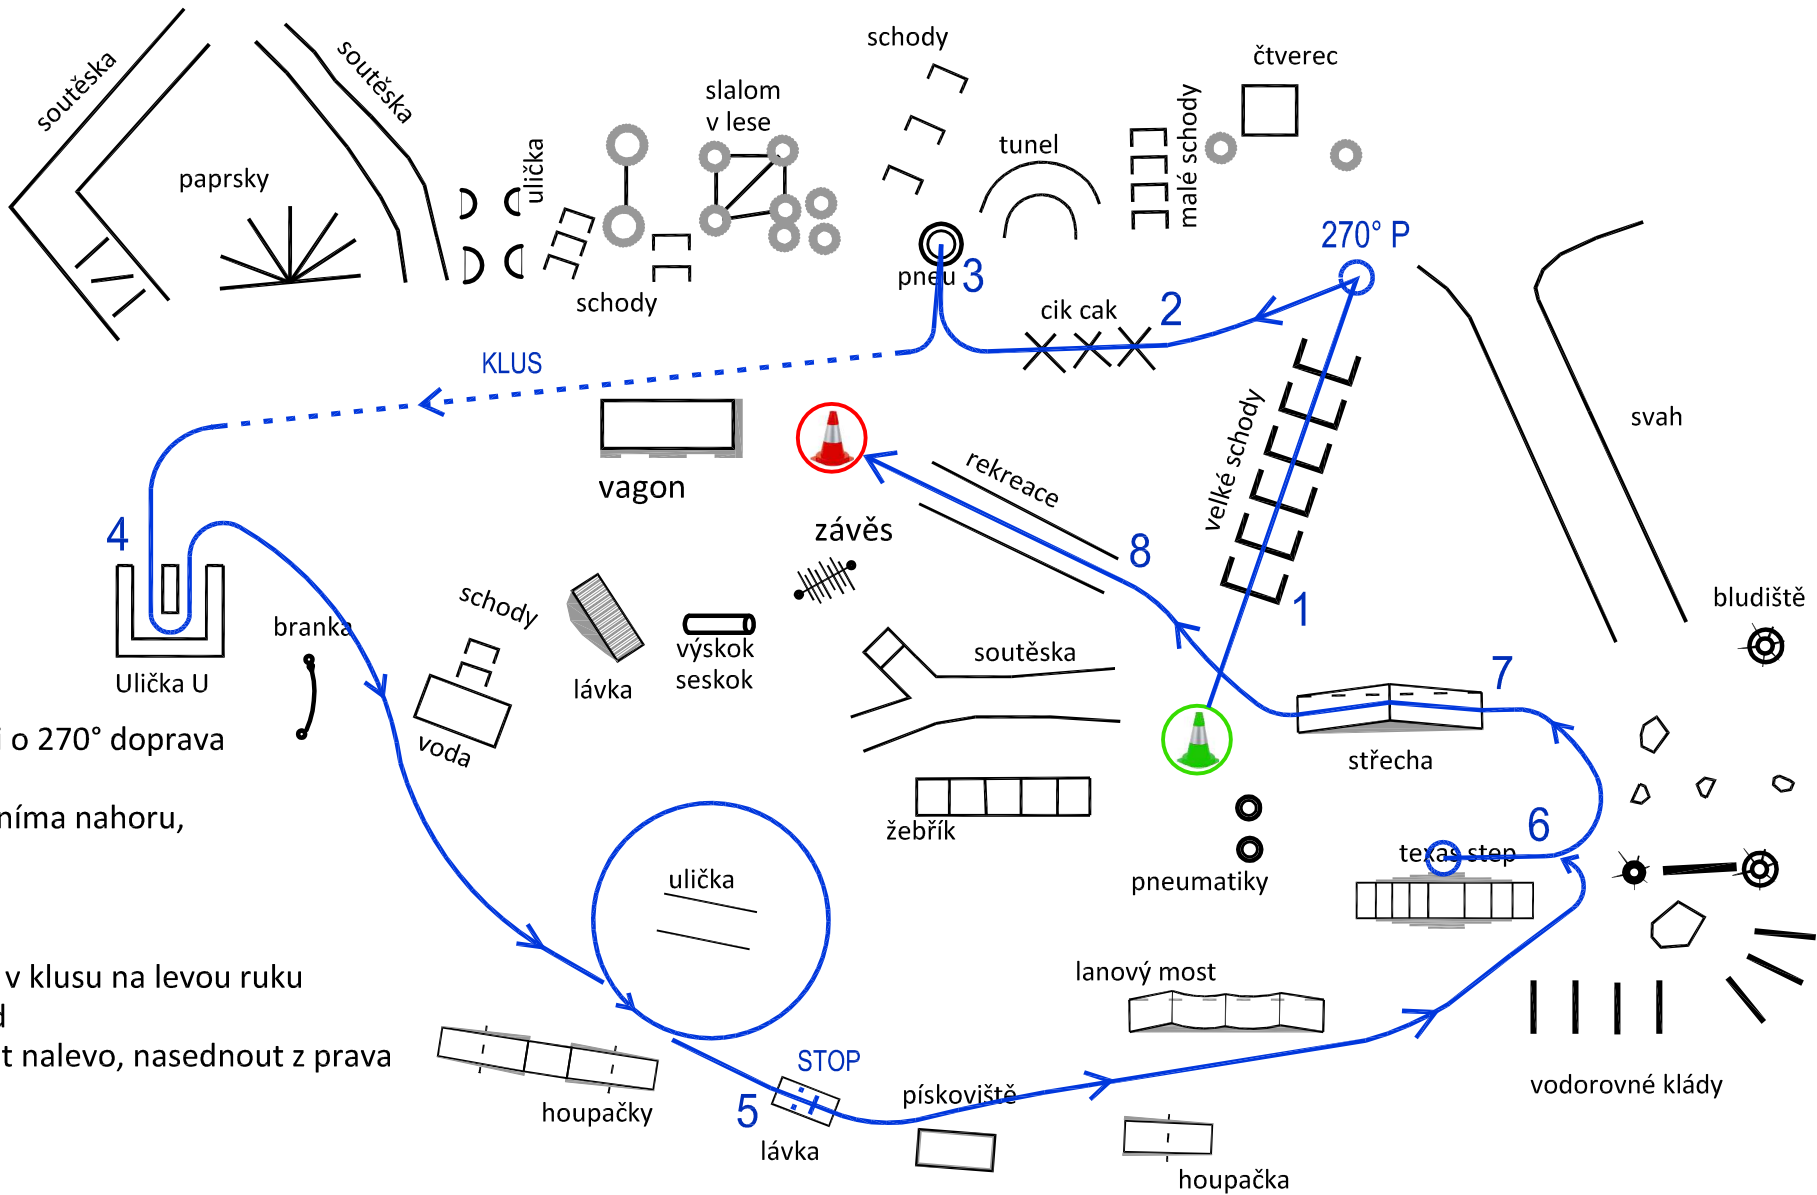 schody
čtverec
soutěska
soutěska
slalom
v lese
ulička
tunel
malé schody
paprsky
270° P
pneu
3
schody
cik cak
2
KLUS
velké schody
svah
rekreace
vagon
závěs
4
8
1
schody
branka
bludiště
výskok
seskok
soutěska
lávka
Ulička U
7
i o 270° doprava
voda
střecha
níma nahoru,
žebřík
6
texas step
ulička
pneumatiky
v klusu na levou ruku
lanový most
d
t nalevo, nasednout z prava
STOP
vodorovné klády
houpačky
5
pískoviště
lávka
houpačka